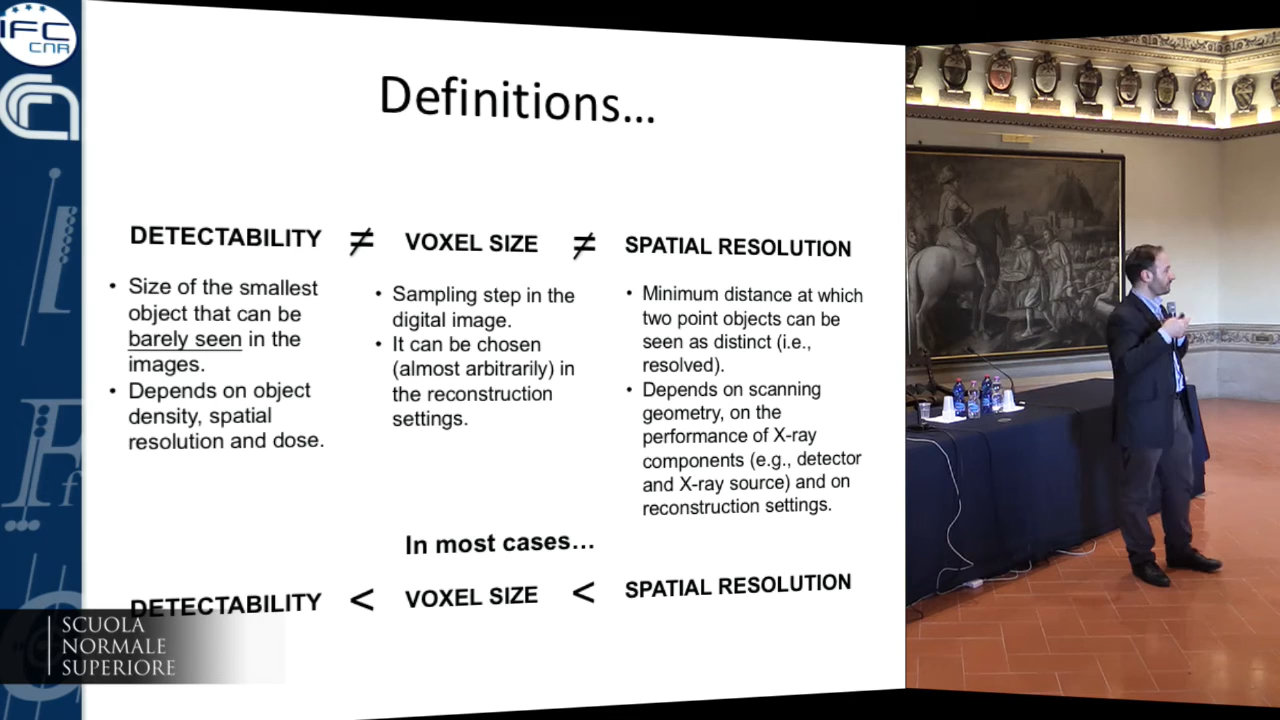 IFC
CNR
Definitions...
DETECTABILITY ≠ VOXEL SIZE ≠ SPATIAL RESOLUTION
• Size of the smallest
object that can be
barely seen in the
images.
• Depends on object
density, spatial
resolution and dose.
• Sampling step in the
digital image.
• It can be chosen
(almost arbitrarily) in
the reconstruction
settings.
• Minimum distance at which
two point objects can be
seen as distinct (i.e.,
resolved).
• Depends on scanning
geometry, on the
performance of X-ray
components (e.g., detector
and X-ray source) and on
reconstruction settings.
In most cases...
DETECTABILITY < VOXEL SIZE < SPATIAL RESOLUTION
SCUOLA
NORMALE
SUPERIORE